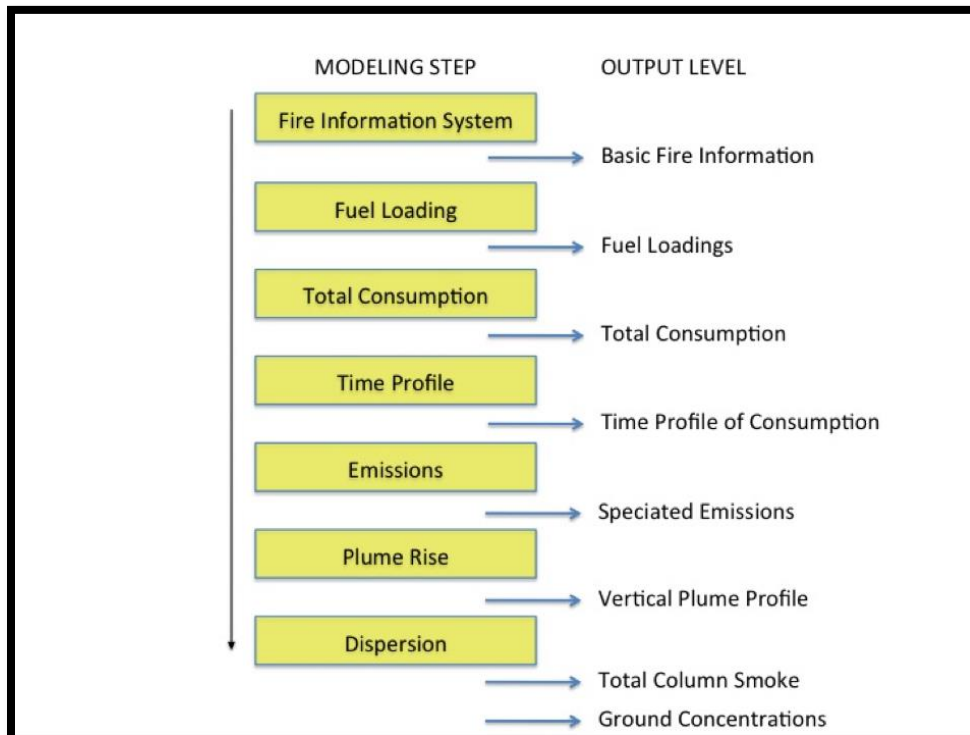 MODELING STEP OUTPUT LEVEL
Fire Information System
Basic Fire Information
Fuel Loading
Fuel Loadings
Total Consumption
Total Consumption
Time Profile
Time Profile of Consumption
Emissions
Speciated Emissions
Plume Rise
Vertical Plume Profile
Dispersion
Total Column Smoke
Ground Concentrations